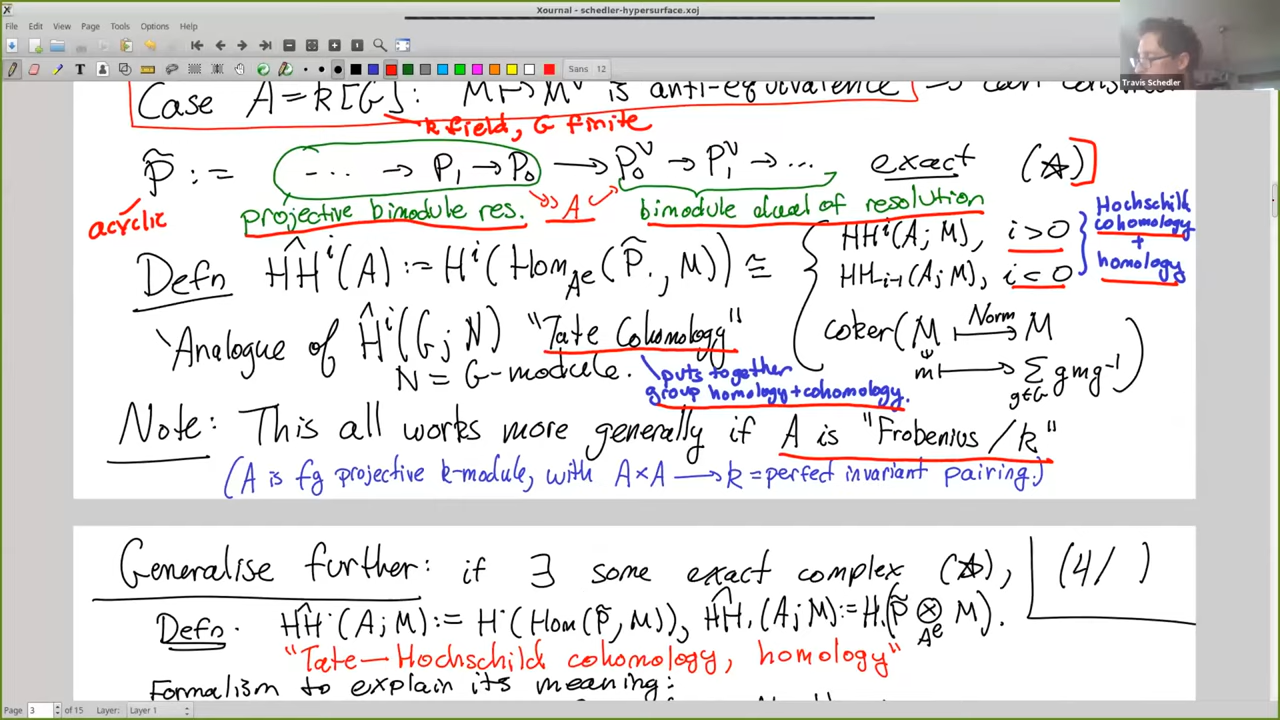 Xournal - schedler-hypersurface.xoj
File Edit View Page Tools Options Help
Sans 12
Travis Schedler
Case A = k[G]: M ↦ M^∨ is anti-equivalence → can construct
k field, G finite
P̃ := ··· → P₁ → P₀ → P₀^∨ → P₁^∨ → ··· exact (☆)
acyclic
projective bimodule res. A bimodule dual of resolution
Defn ĤH^i(A) := H^i(Hom_{A^e}(P̃., M)) ≅ { HH^i(A; M), i>0
HH_{-i-1}(A; M), i<0
Hochschild cohomology + homology
coker(M ↦ M) Norm
m ↦ Σ_{g∈G} g m g^{-1}
Analogue of Ĥ^i(G; N) "Tate Cohomology"
N = G-module.
puts together
group homology + cohomology.
Note: This all works more generally if A is "Frobenius / k"
(A is fg projective k-module, with A×A → k = perfect invariant pairing.)
Generalise further: if ∃ some exact complex (☆), (4/ )
Defn. ĤH^·(A; M) := H^·(Hom(P̃, M)), ĤH.(A; M) := H.(P̃ ⊗_{A^e} M).
"Tate—Hochschild cohomology, homology"
Formalism to explain its meaning:
Page 3 of 15 Layer: Layer 1